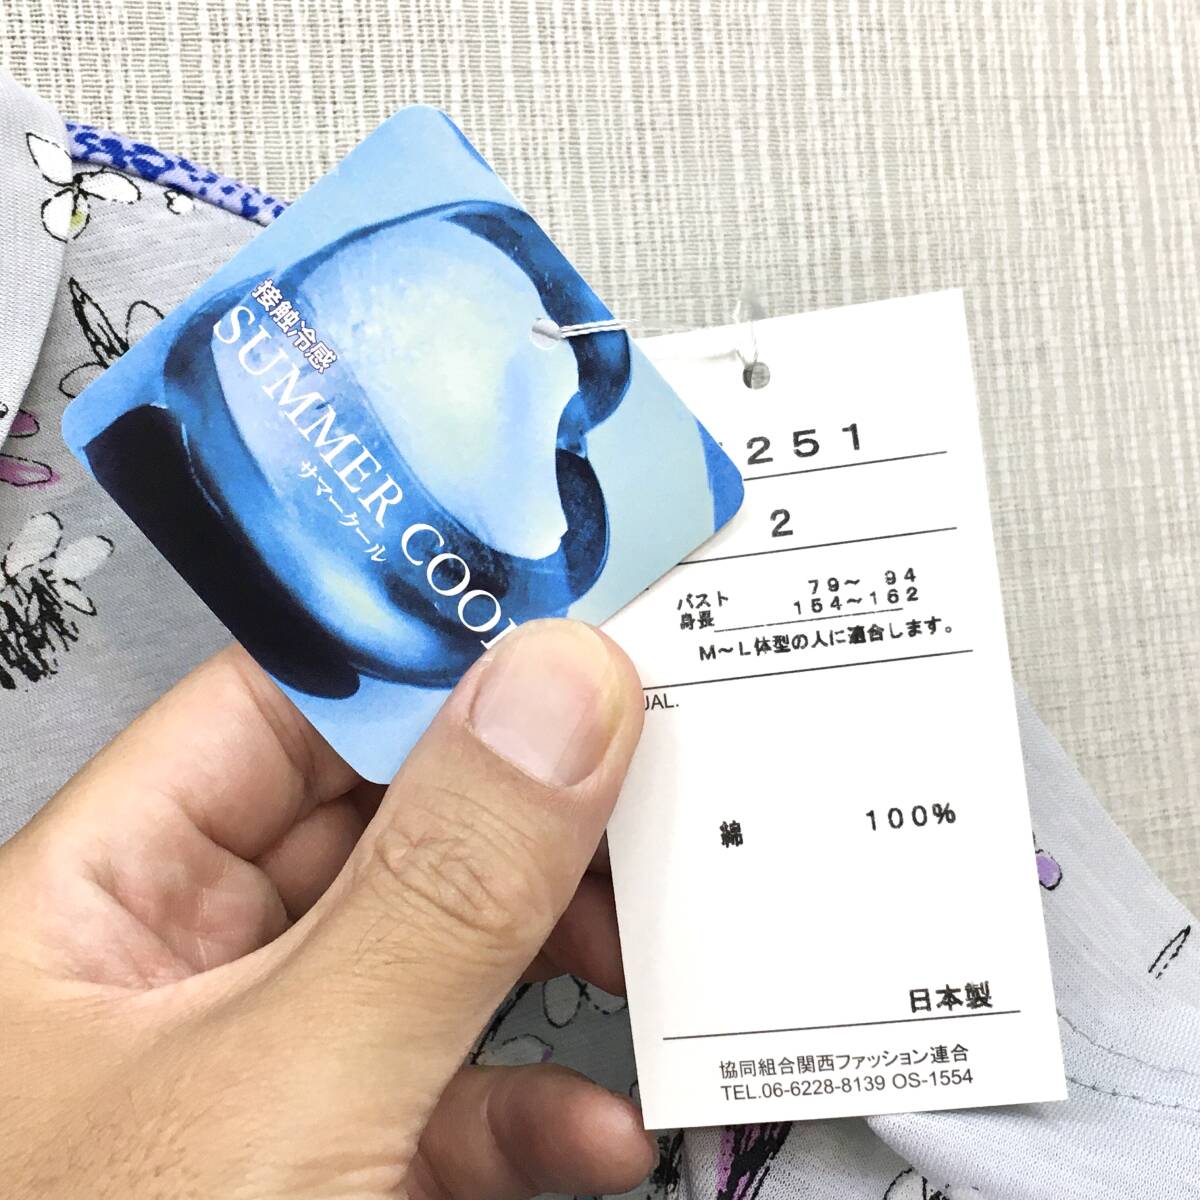 接触冷感
SUMMER COOL
サマークール
251
2
バスト 79～ 94
身長 154～162
M～L体型の人に適合します。
UAL.
綿 100%
日本製
協同組合関西ファッション連合
TEL.06-6228-8139 OS-1554